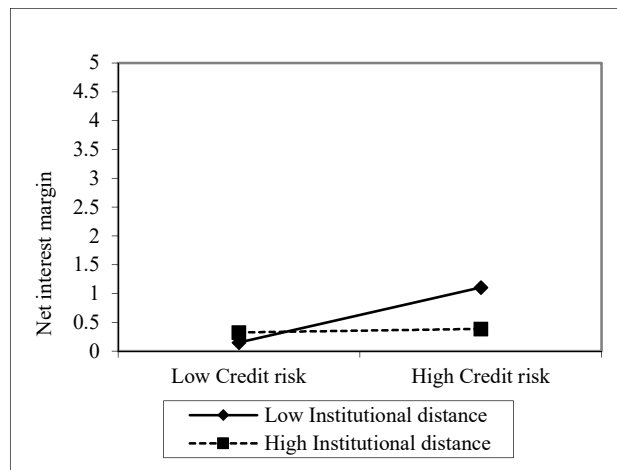 5
4.5
4
3.5
3
2.5
2
1.5
1
0.5
0
Net interest margin
Low Credit risk
High Credit risk
Low Institutional distance
High Institutional distance